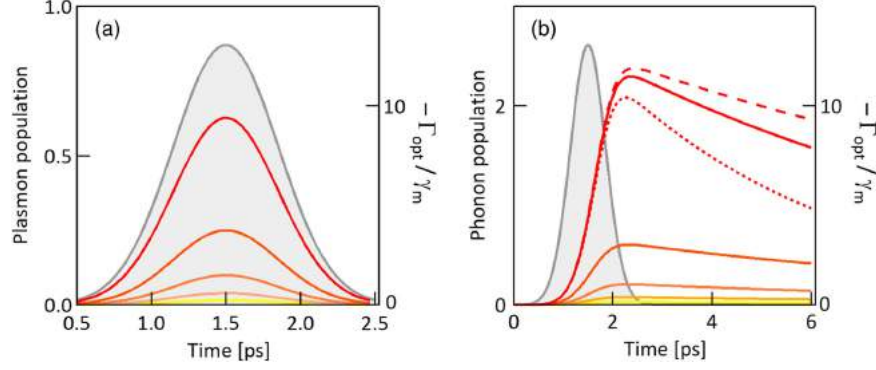 (a)
Plasmon population
1.0
0.5
0.0
0.5
1.0
1.5
2.0
2.5
Time [ps]
10
0
− Γopt / γm
(b)
Phonon population
2
0
0
2
4
6
Time [ps]
10
0
− Γopt / γm